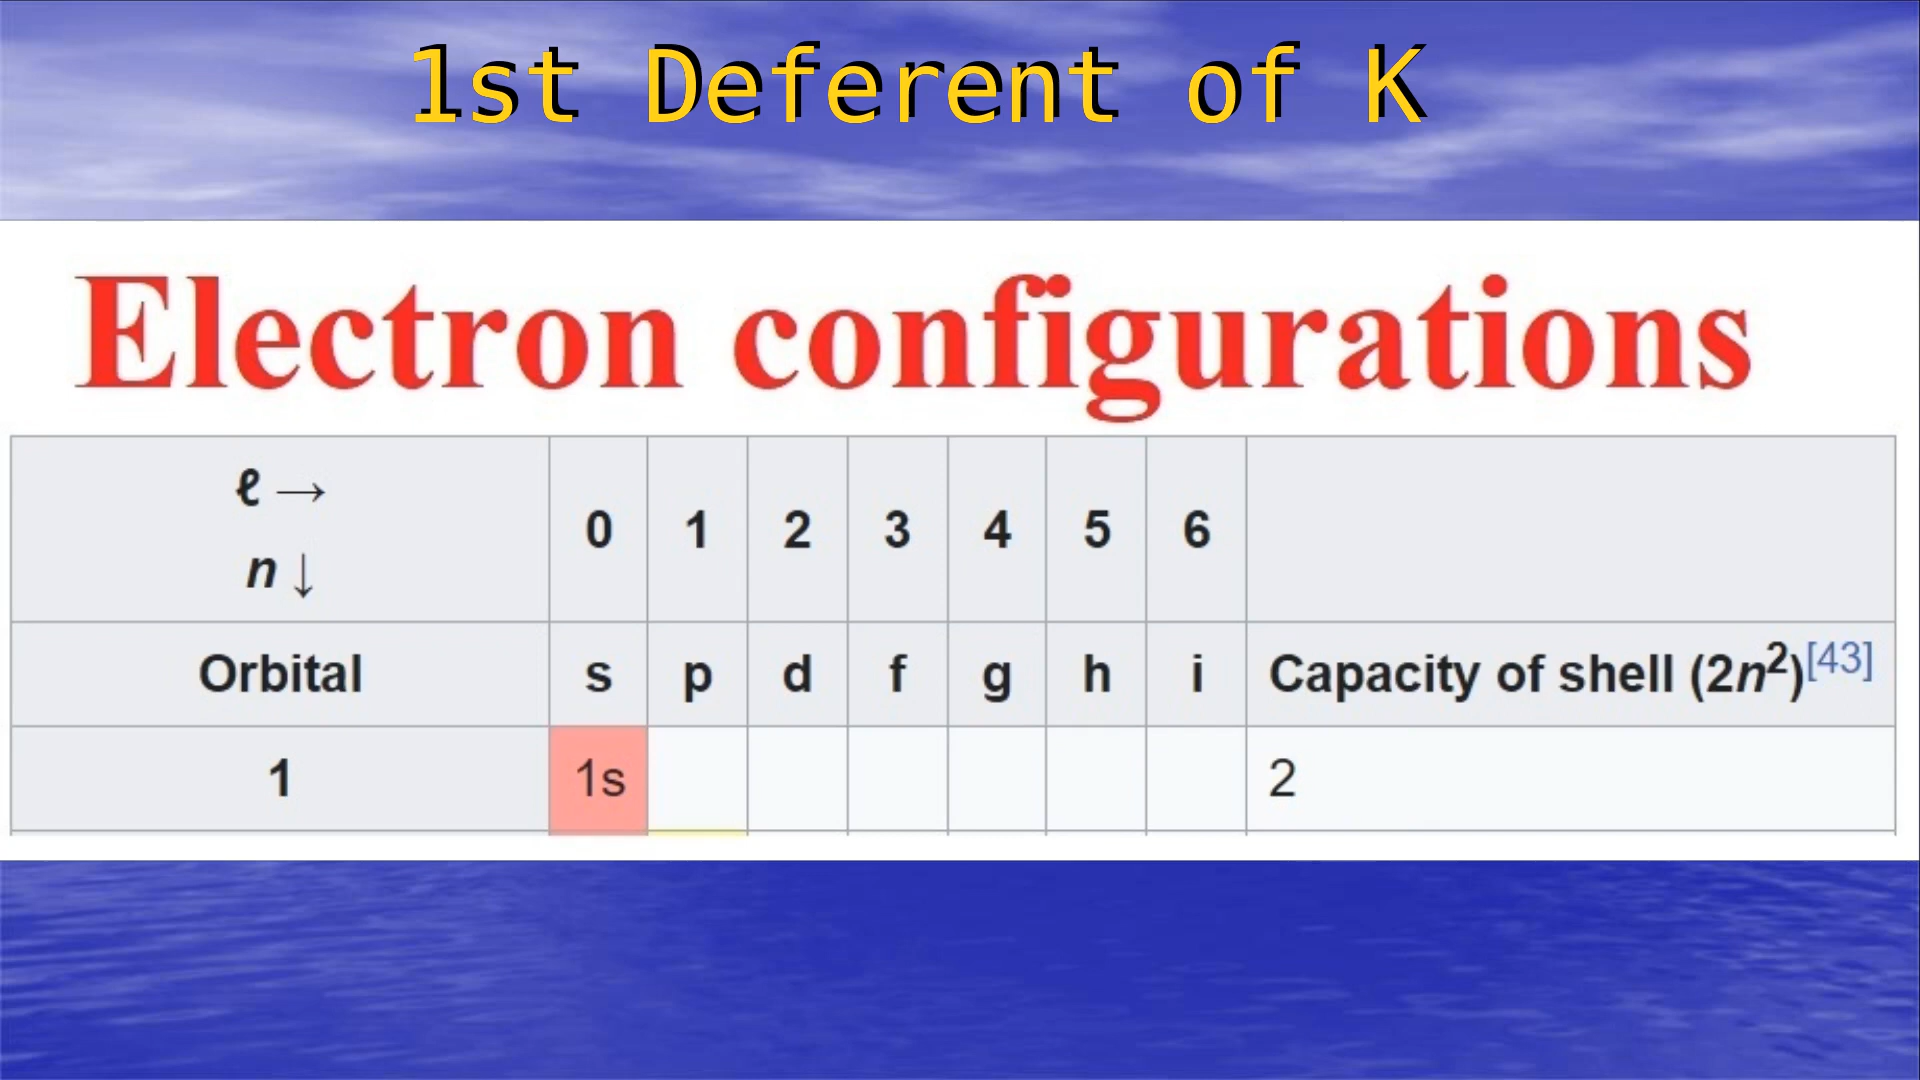 1st Deferent of K
Electron configurations
ℓ → 0 1 2 3 4 5 6
n ↓
Orbital s p d f g h i Capacity of shell (2n²)[43]
1 1s 2